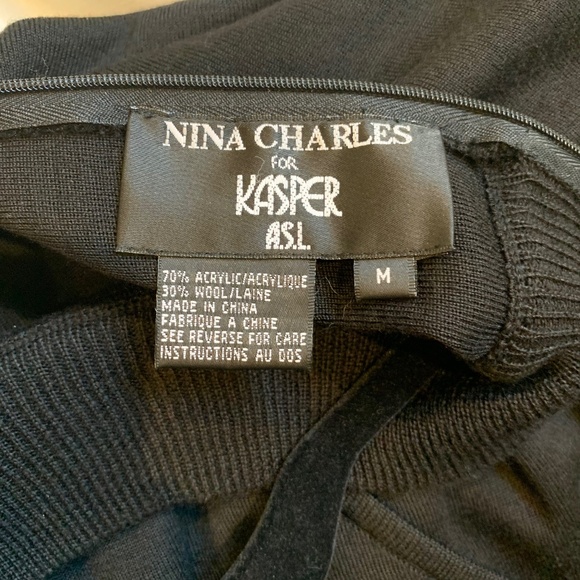 NINA CHARLES
FOR
KASPER
A.S.L.
70% ACRYLIC/ACRYLIQUE
30% WOOL/LAINE
MADE IN CHINA
FABRIQUE A CHINE
SEE REVERSE FOR CARE
INSTRUCTIONS AU DOS
M